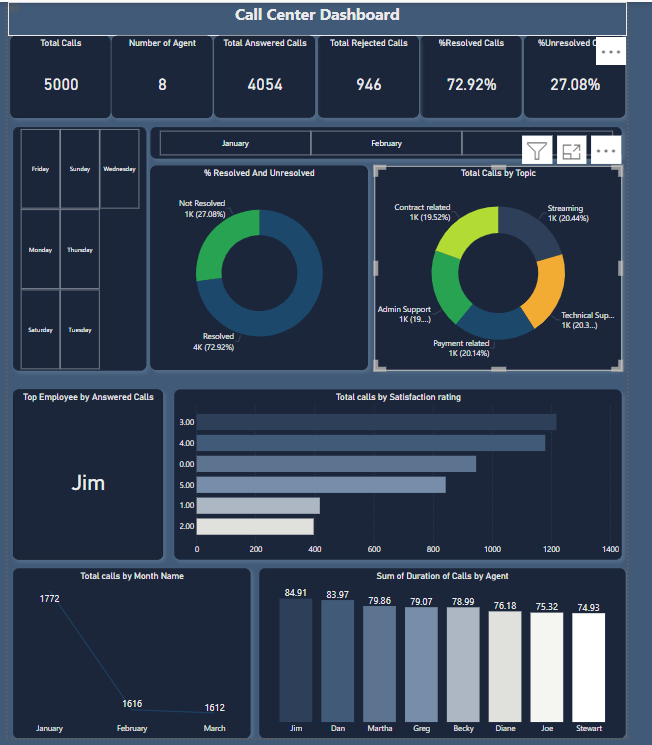 Call Center Dashboard
Total Calls
Number of Agent
Total Answered Calls
Total Rejected Calls
%Resolved Calls
%Unresolved C
5000
8
4054
946
72.92%
27.08%
Friday
Sunday
Wednesday
Monday
Thursday
Saturday
Tuesday
January
February
% Resolved And Unresolved
Not Resolved
1K (27.08%)
Resolved
4K (72.92%)
Total Calls by Topic
Contract related
1K (19.52%)
Streaming
1K (20.44%)
Admin Support
1K (19....)
Technical Sup...
1K (20.3...)
Payment related
1K (20.14%)
Top Employee by Answered Calls
Jim
Total calls by Satisfaction rating
3.00
4.00
0.00
5.00
1.00
2.00
0
200
400
600
800
1000
1200
1400
Total calls by Month Name
1772
1616
1612
January
February
March
Sum of Duration of Calls by Agent
84.91
83.97
79.86
79.07
78.99
76.18
75.32
74.93
Jim
Dan
Martha
Greg
Becky
Diane
Joe
Stewart